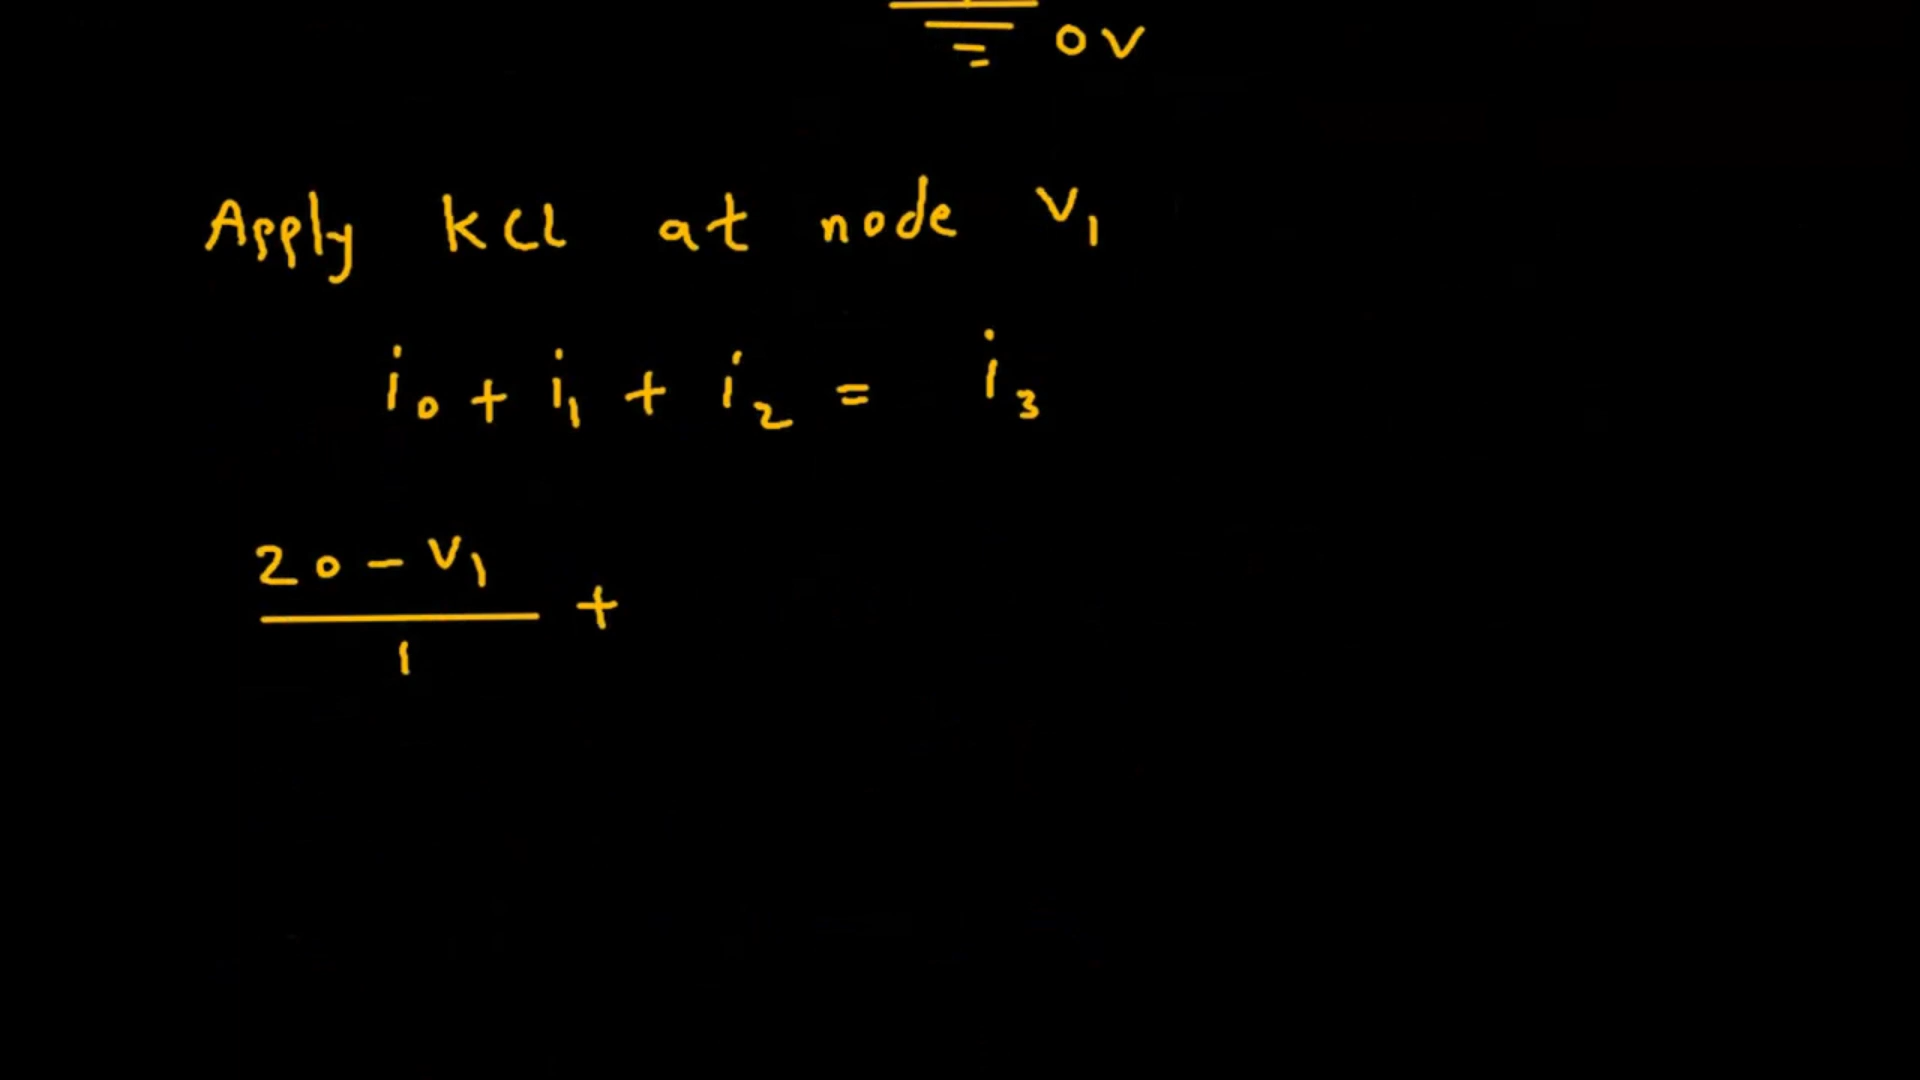 0V
Apply KCL at node V₁
i₀ + i₁ + i₂ = i₃
20 - V₁
1
+